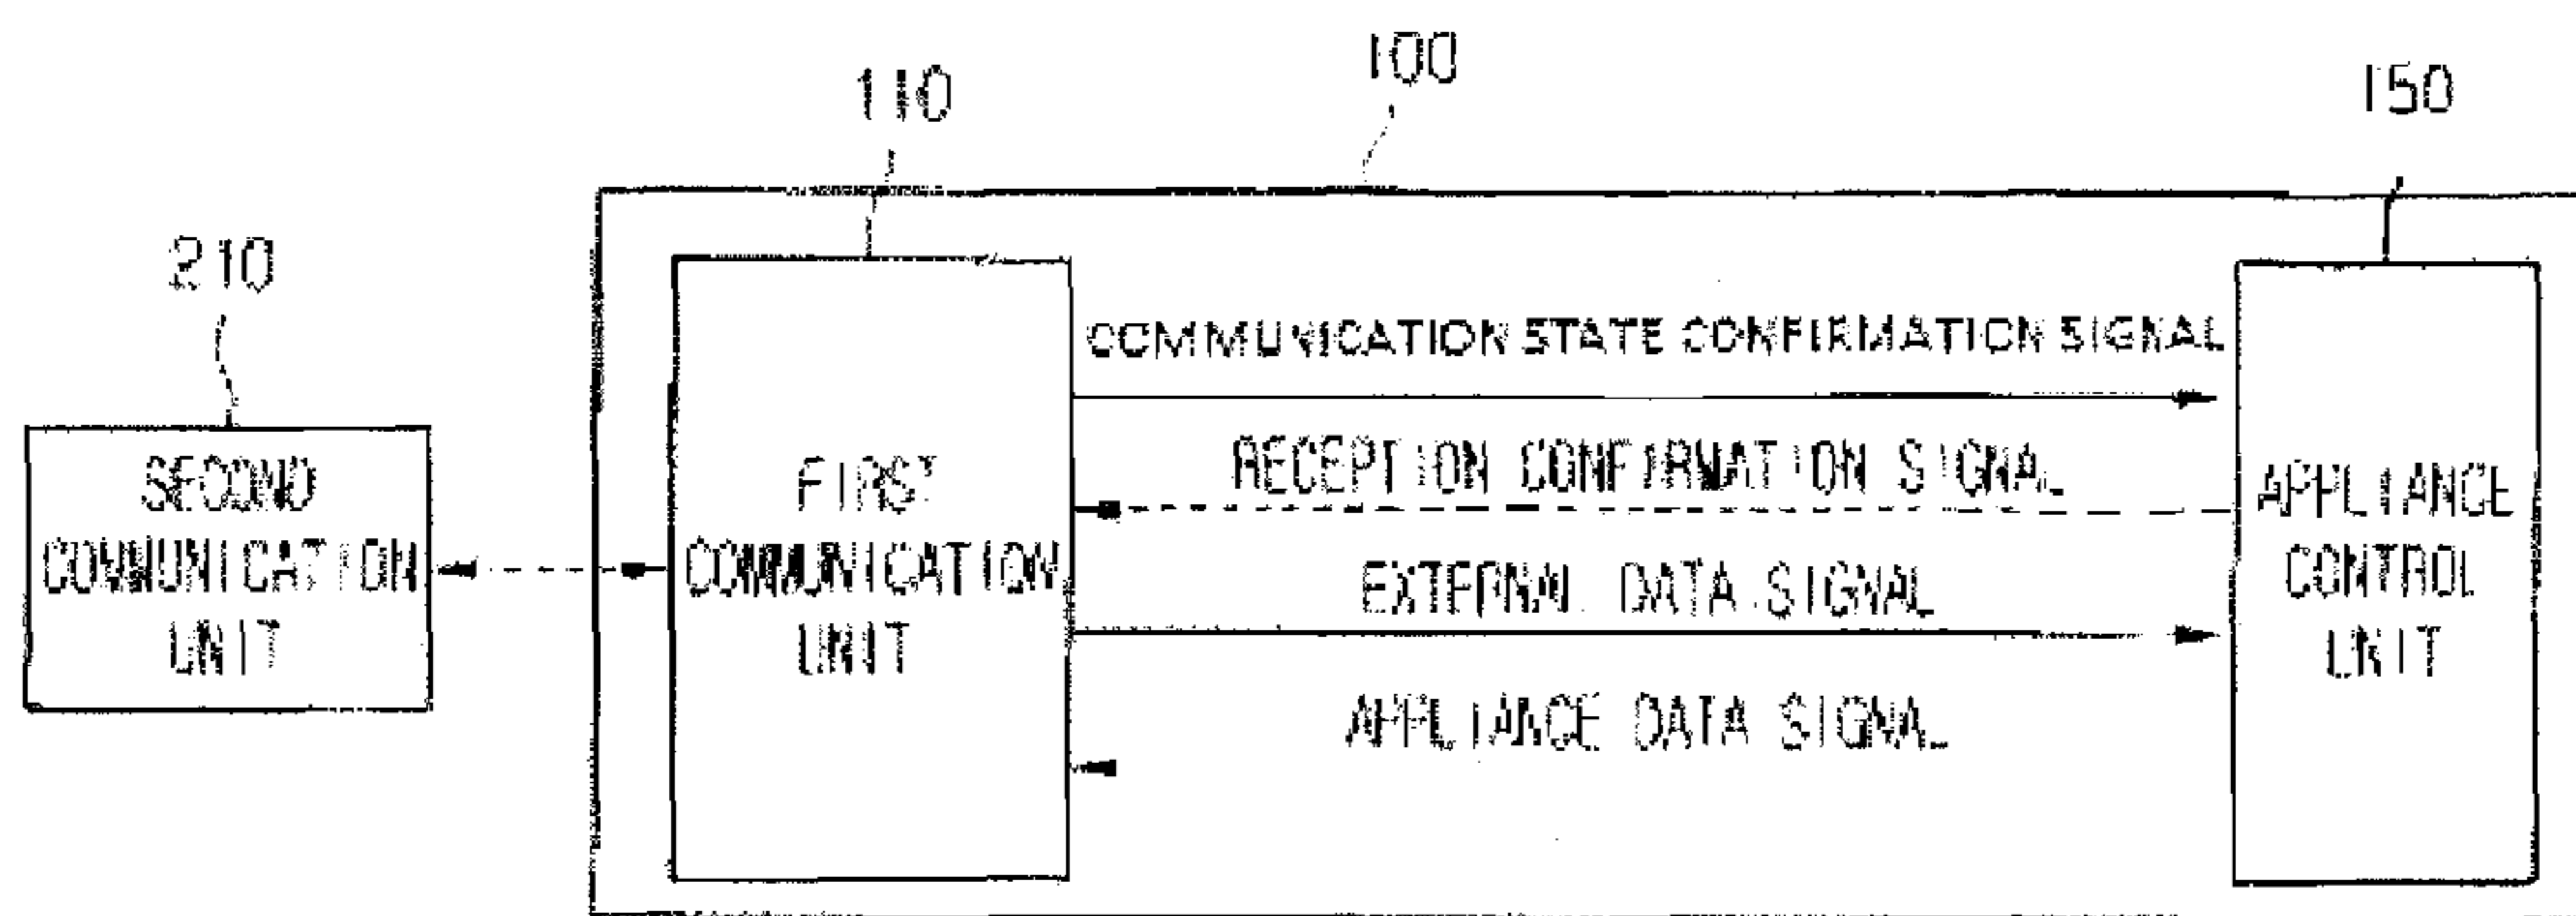 100
110
150
210
COMMUNICATION STATE CONFIRMATION SIGNAL
RECEPTION CONFIRMATION SIGNAL
EXTERNAL DATA SIGNAL
APPLIANCE DATA SIGNAL
SECOND
COMMUNICATION
UNIT
FIRST
COMMUNICATION
UNIT
APPLIANCE
CONTROL
UNIT